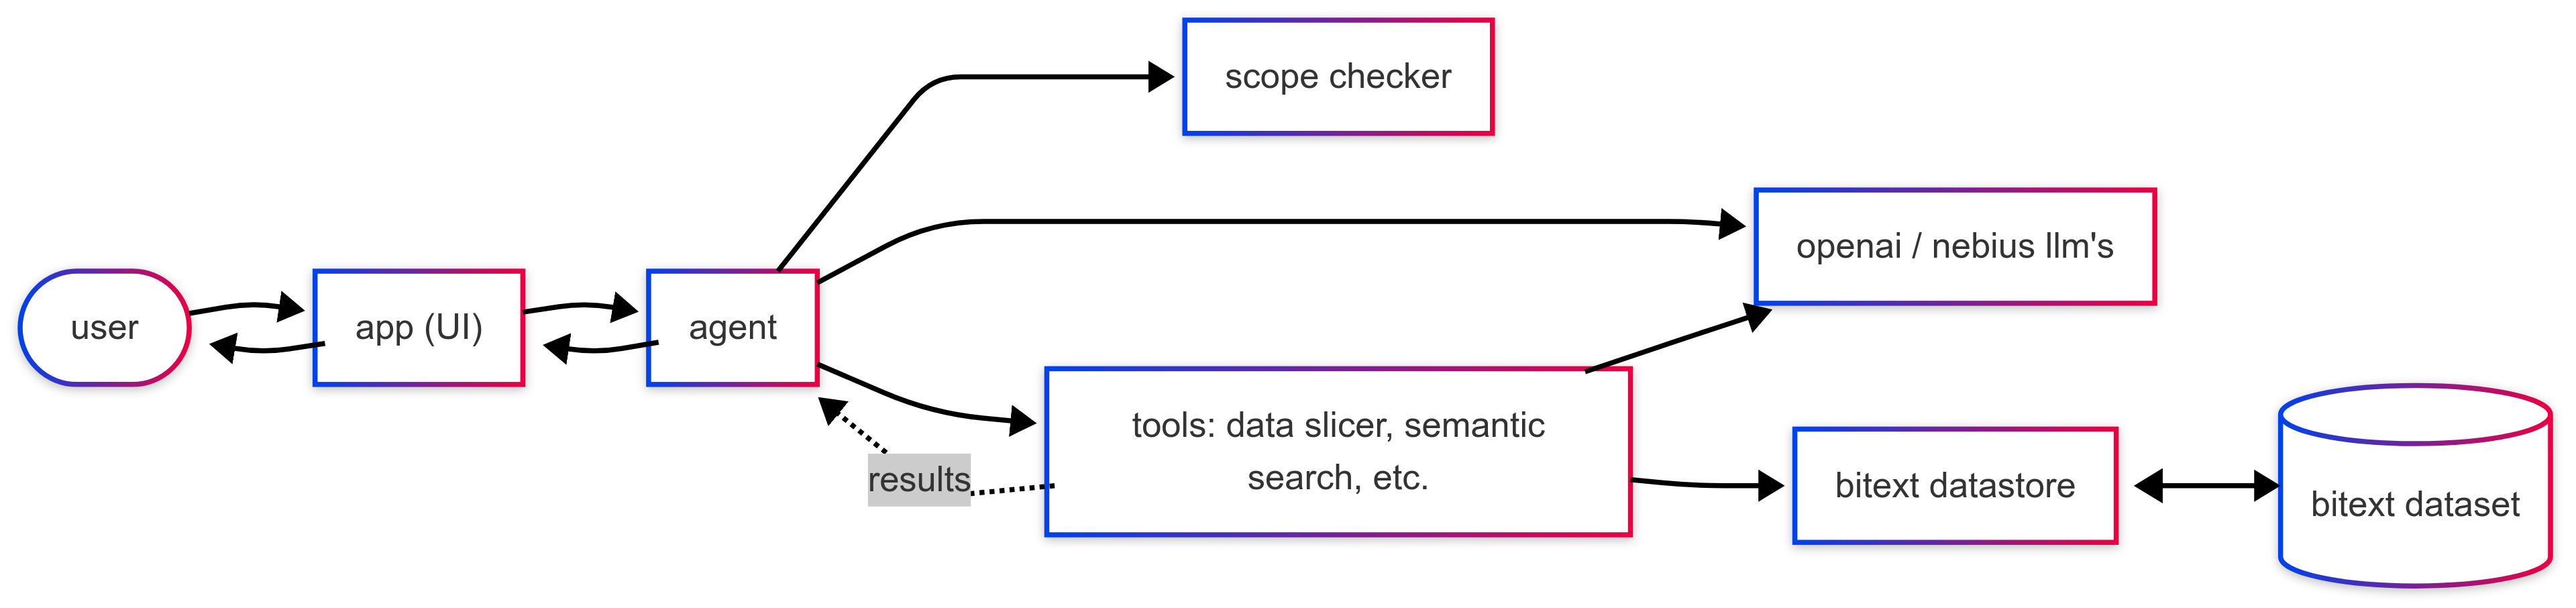 scope checker
openai / nebius llm's
user
app (UI)
agent
tools: data slicer, semantic
search, etc.
results
bitext datastore
bitext dataset